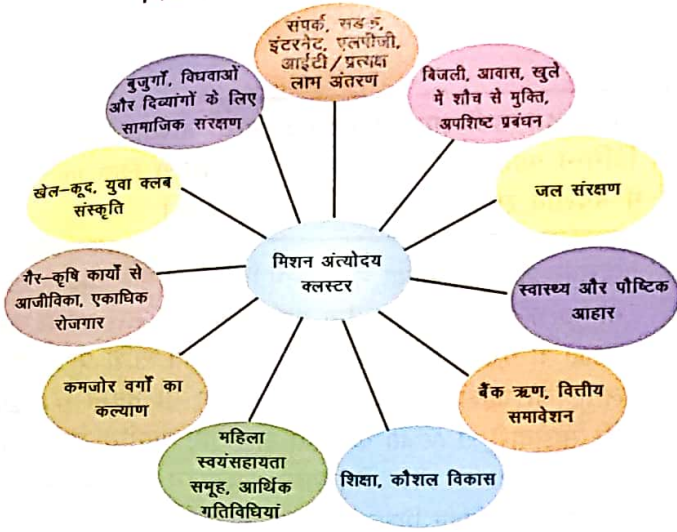 संपर्क, सड़क,
इंटरनेट, एलपीजी,
आईटी/प्रत्यक्ष
लाभ अंतरण
बिजली, आवास, खुले
में शौच से मुक्ति,
अपशिष्ट प्रबंधन
जल संरक्षण
स्वास्थ्य और पौष्टिक
आहार
बैंक ऋण, वित्तीय
समावेशन
शिक्षा, कौशल विकास
महिला
स्वयंसहायता
समूह, आर्थिक
गतिविधियां
कमजोर वर्गों का
कल्याण
गैर-कृषि कार्यों से
आजीविका, एकाधिक
रोजगार
खेल-कूद, युवा क्लब
संस्कृति
बुजुर्गों, विधवाओं
और दिव्यांगों के लिए
सामाजिक संरक्षण
मिशन अंत्योदय
क्लस्टर